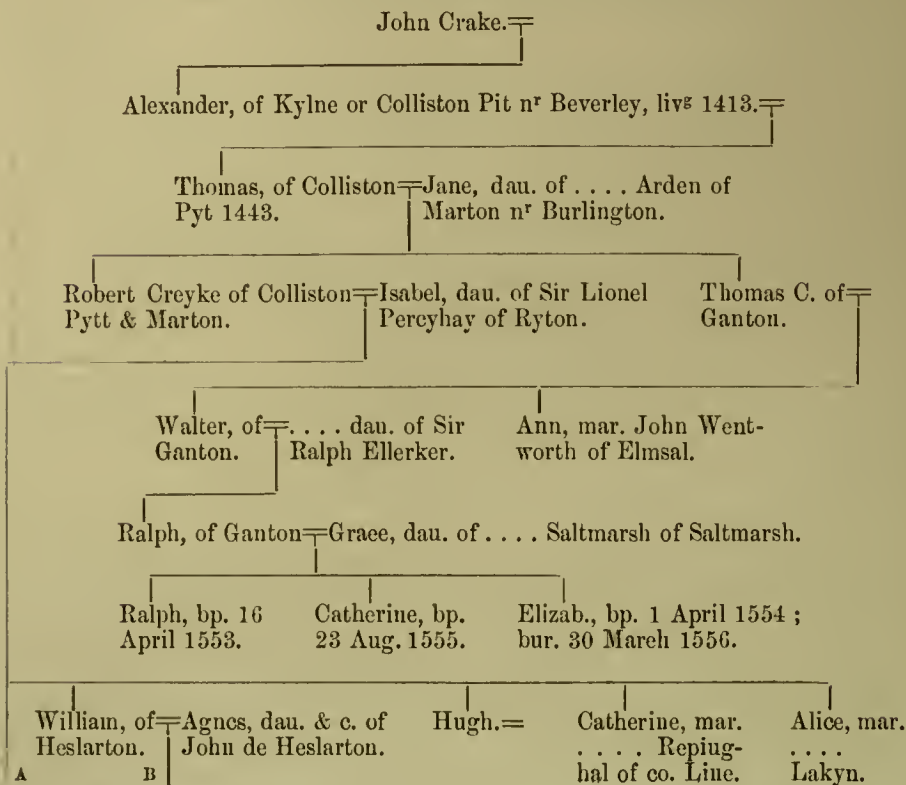 John Crake.
Alexander, of Kylne or Colliston Pit nr Beverley, livg 1413.
Thomas, of Colliston
Pyt 1443.
Jane, dau. of . . . . Arden of
Marton nr Burlington.
Robert Creyke of Colliston
Pytt & Marton.
Isabel, dau. of Sir Lionel
Percyhay of Ryton.
Thomas C. of
Ganton.
Walter, of
Ganton.
. . . . dau. of Sir
Ralph Ellerker.
Ann, mar. John Went-
worth of Elmsal.
Ralph, of Ganton
Grace, dau. of . . . . Saltmarsh of Saltmarsh.
Ralph, bp. 16
April 1553.
Catherine, bp.
23 Aug. 1555.
Elizab., bp. 1 April 1554 ;
bur. 30 March 1556.
William, of
Heslarton.
Agnes, dau. & c. of
John de Heslarton.
Hugh.=
Catherine, mar.
. . . . Repiug-
hal of co. Linc.
Alice, mar.
. . . .
Lakyn.
A
B